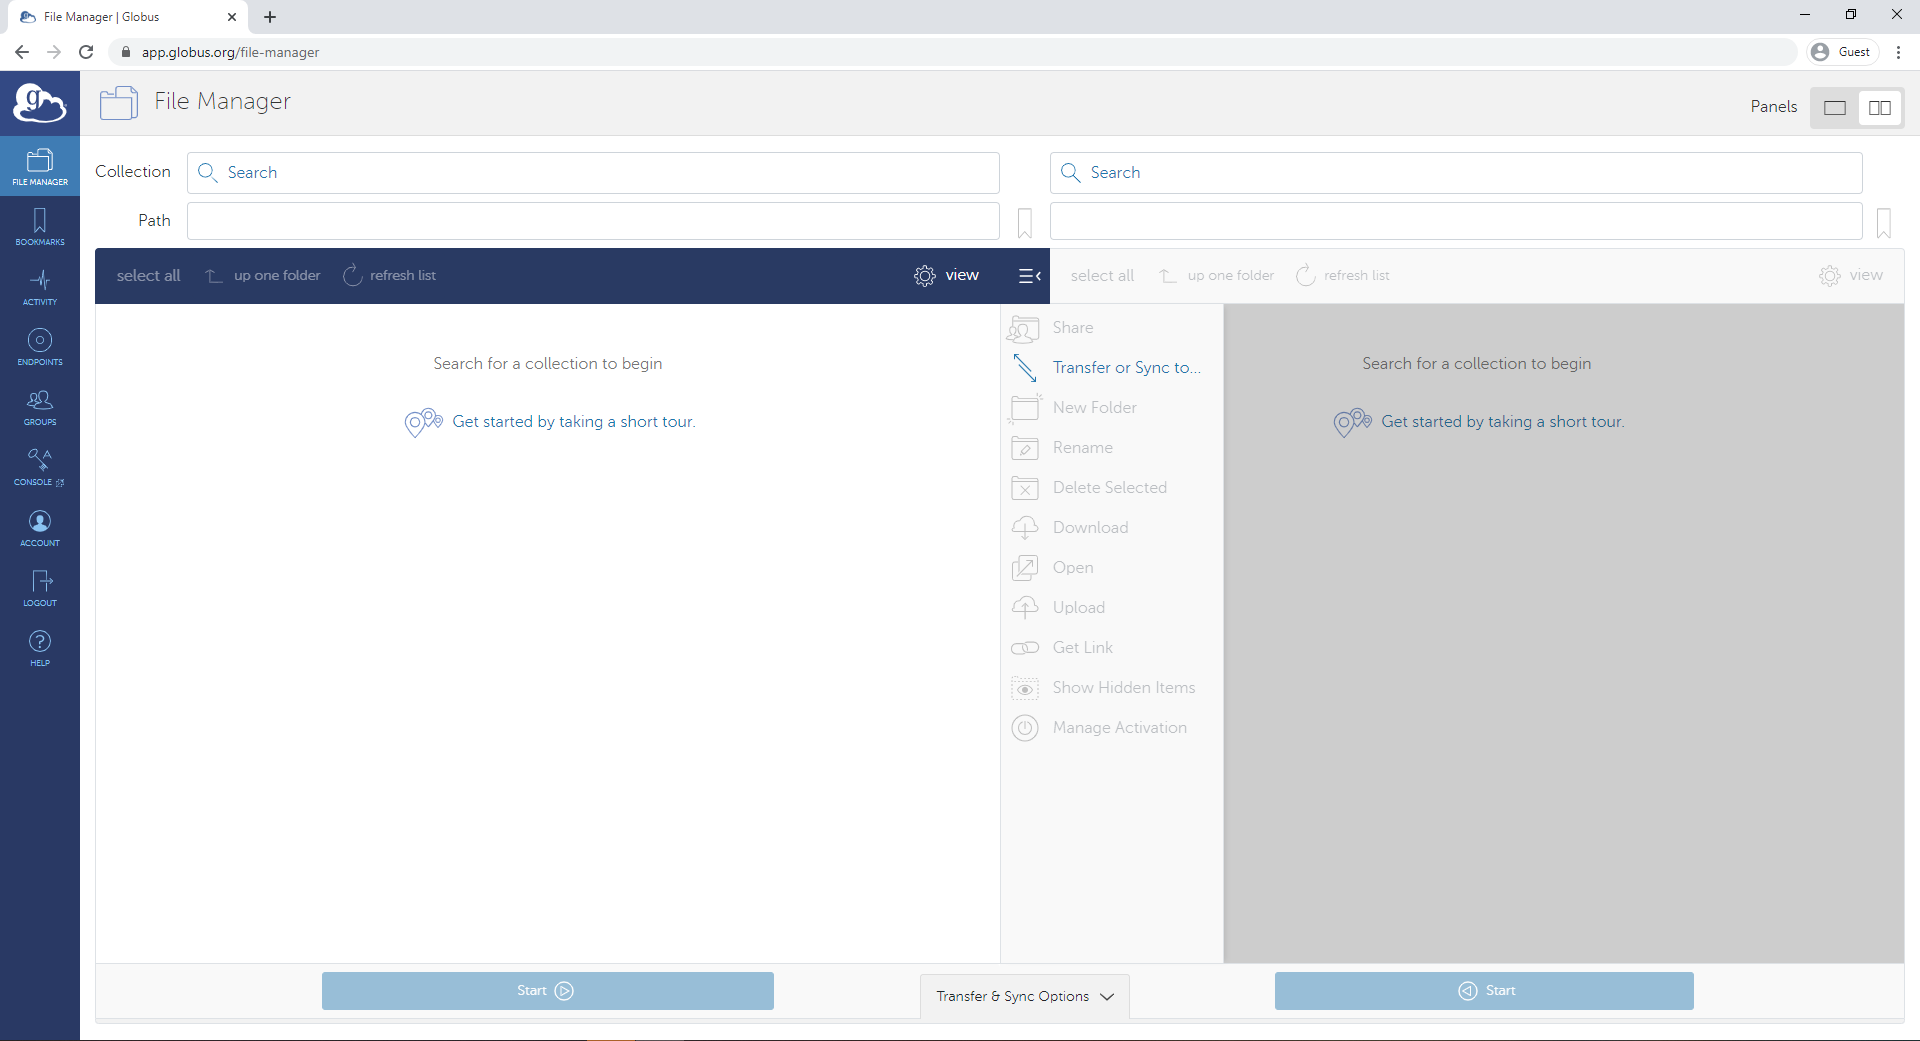 File Manager | Globus
app.globus.org/file-manager
Guest
g
File Manager
Panels
FILE MANAGER
BOOKMARKS
ACTIVITY
ENDPOINTS
GROUPS
CONSOLE
ACCOUNT
LOGOUT
HELP
Collection
Search
Search
Path
select all
up one folder
refresh list
view
select all
up one folder
refresh list
view
Search for a collection to begin
Get started by taking a short tour.
Share
Transfer or Sync to...
New Folder
Rename
Delete Selected
Download
Open
Upload
Get Link
Show Hidden Items
Manage Activation
Search for a collection to begin
Get started by taking a short tour.
Start
Transfer & Sync Options
Start